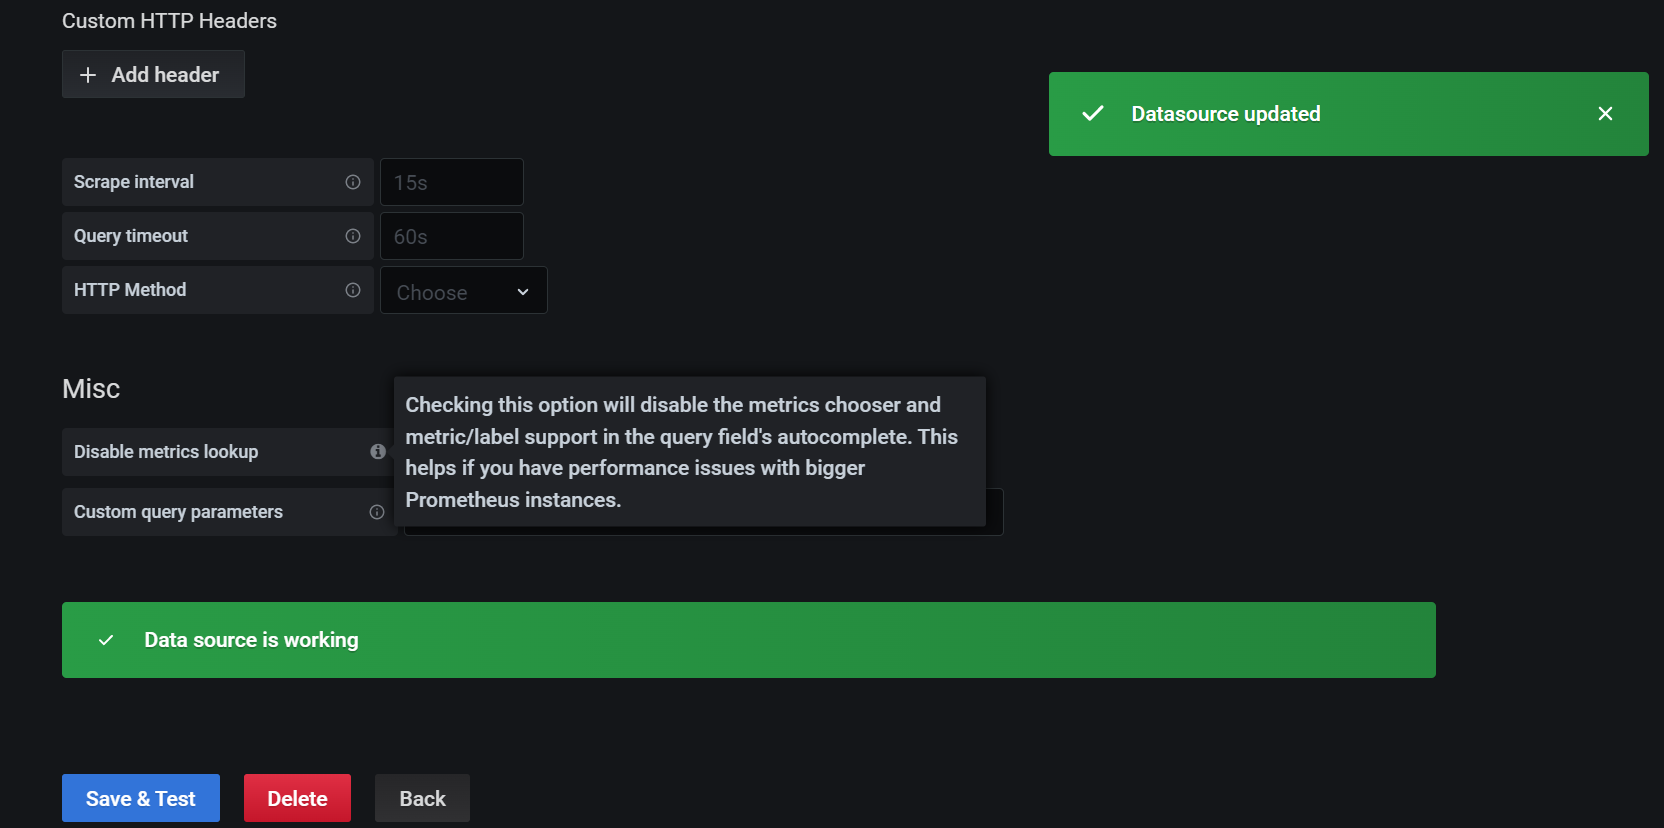 Custom HTTP Headers
Add header
Datasource updated
Scrape interval
15s
Query timeout
60s
HTTP Method
Choose
Misc
Checking this option will disable the metrics chooser and
metric/label support in the query field's autocomplete. This
helps if you have performance issues with bigger
Prometheus instances.
Disable metrics lookup
Custom query parameters
Data source is working
Save & Test
Delete
Back